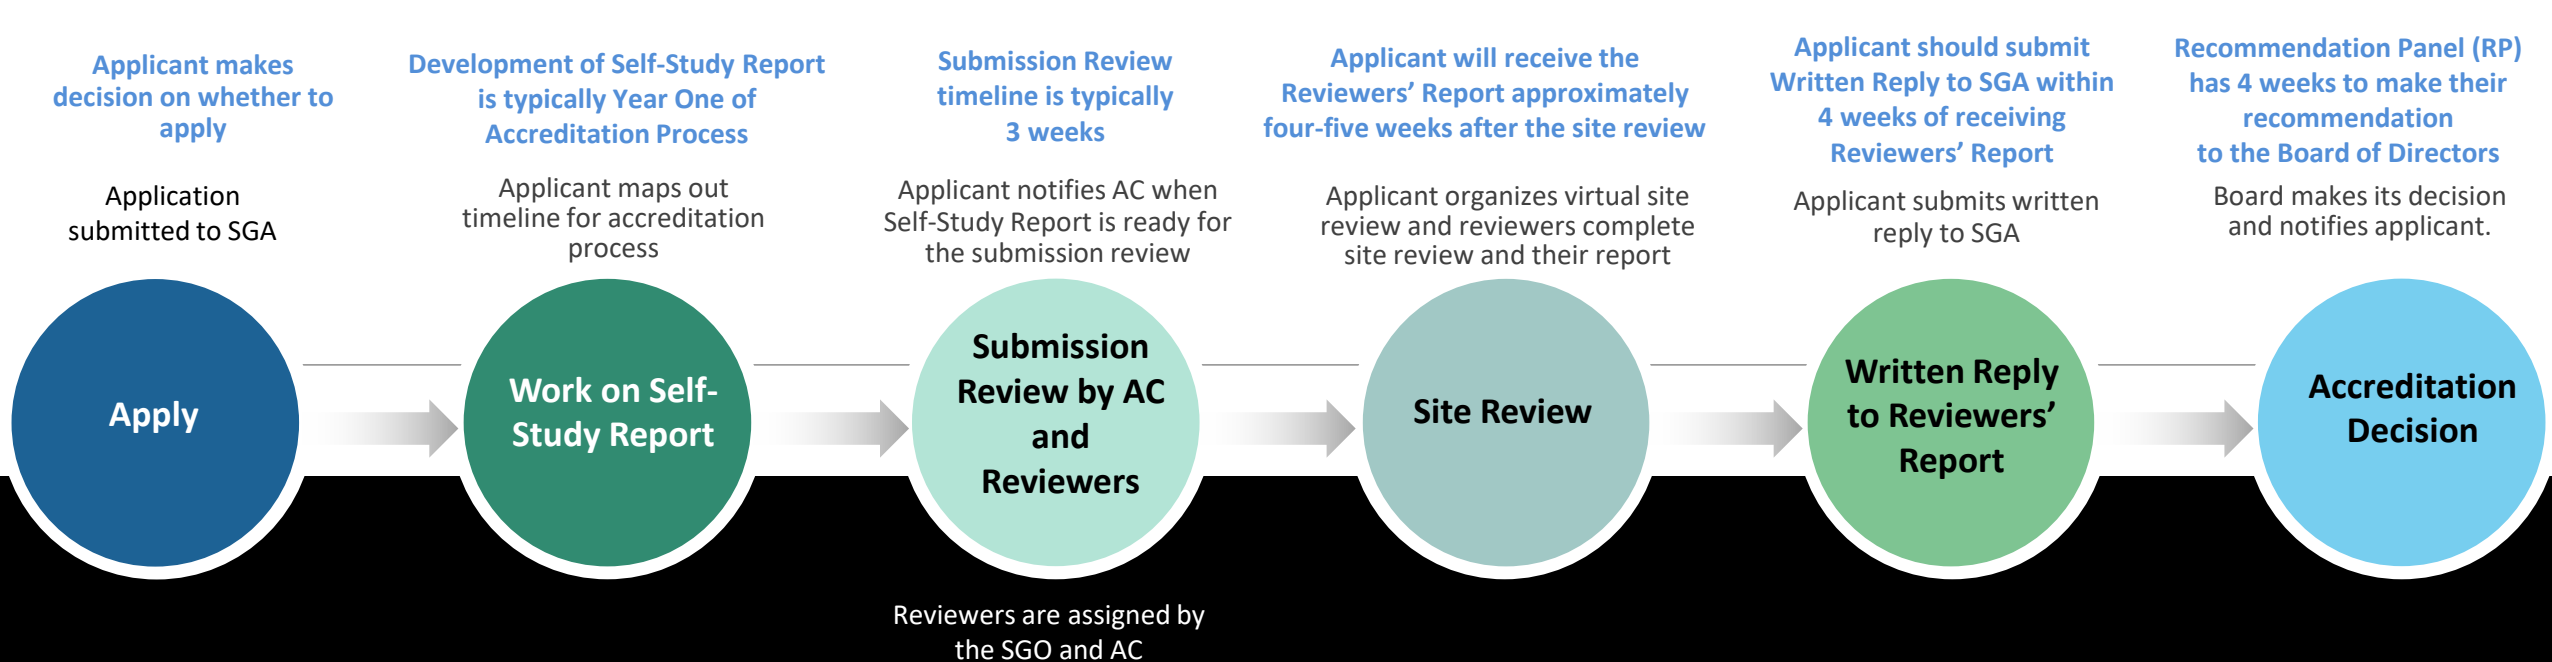 Applicant makes
decision on whether to
apply
Application
submitted to SGA
Apply
Development of Self-Study Report
is typically Year One of
Accreditation Process
Applicant maps out
timeline for accreditation
process
Work on Self-
Study Report
Submission Review
timeline is typically
3 weeks
Applicant notifies AC when
Self-Study Report is ready for
the submission review
Submission
Review by AC
and
Reviewers
Reviewers are assigned by
the SGO and AC
Applicant will receive the
Reviewers’ Report approximately
four-five weeks after the site review
Applicant organizes virtual site
review and reviewers complete
site review and their report
Site Review
Applicant should submit
Written Reply to SGA within
4 weeks of receiving
Reviewers’ Report
Applicant submits written
reply to SGA
Written Reply
to Reviewers’
Report
Recommendation Panel (RP)
has 4 weeks to make their
recommendation
to the Board of Directors
Board makes its decision
and notifies applicant.
Accreditation
Decision